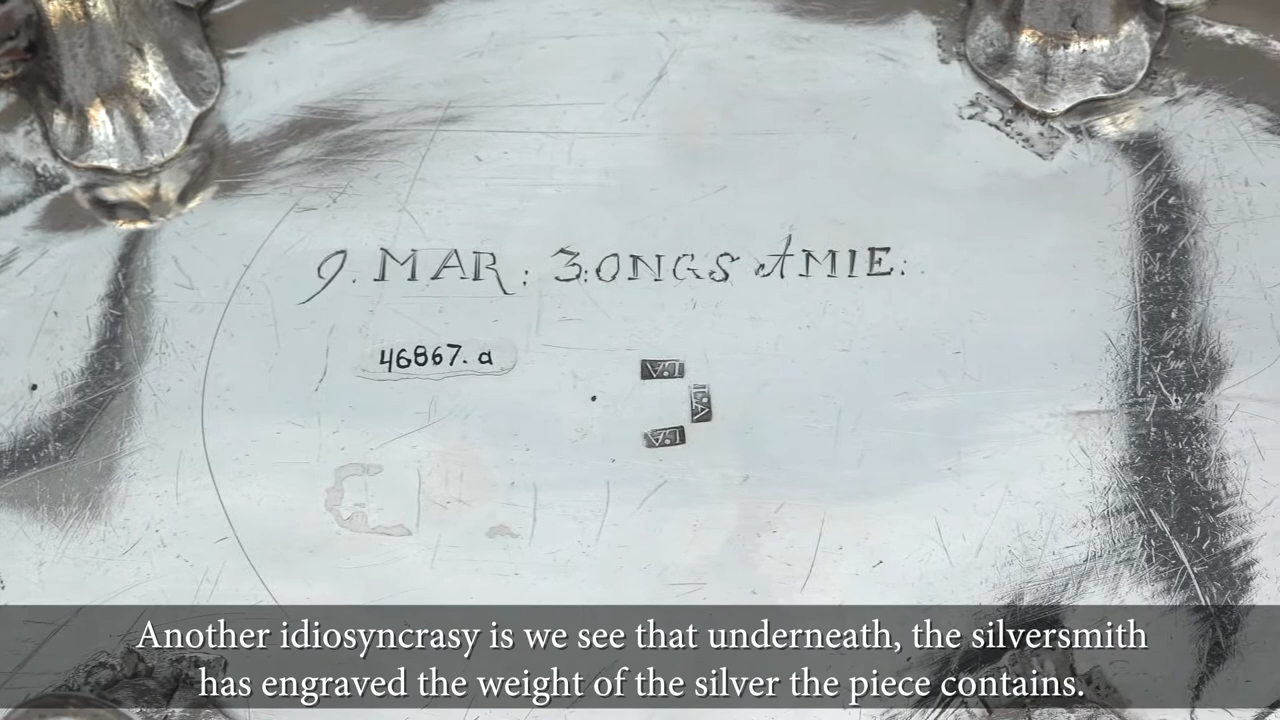 9. MAR: 3:ONGS AMIE:
46867. a
I.A
I.A
I.A
Another idiosyncrasy is we see that underneath, the silversmith
has engraved the weight of the silver the piece contains.